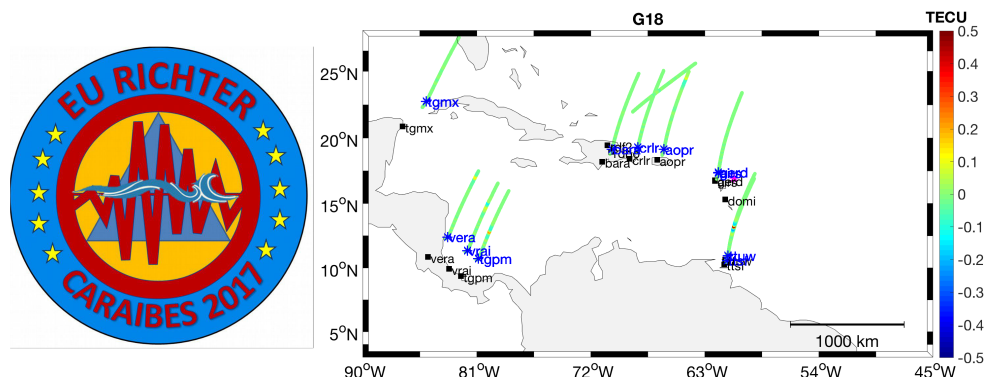 EU RICHTER
CARAIBES 2017
G18
TECU
25°N
20°N
15°N
10°N
5°N
90°W
81°W
72°W
63°W
54°W
45°W
0.5
0.4
0.3
0.2
0.1
0
-0.1
-0.2
-0.3
-0.4
-0.5
tgmx
tgmx
crlr
aopr
bara
crlr
aopr
domi
vera
vrai
tgpm
vera
vrai
tgpm
1000 km